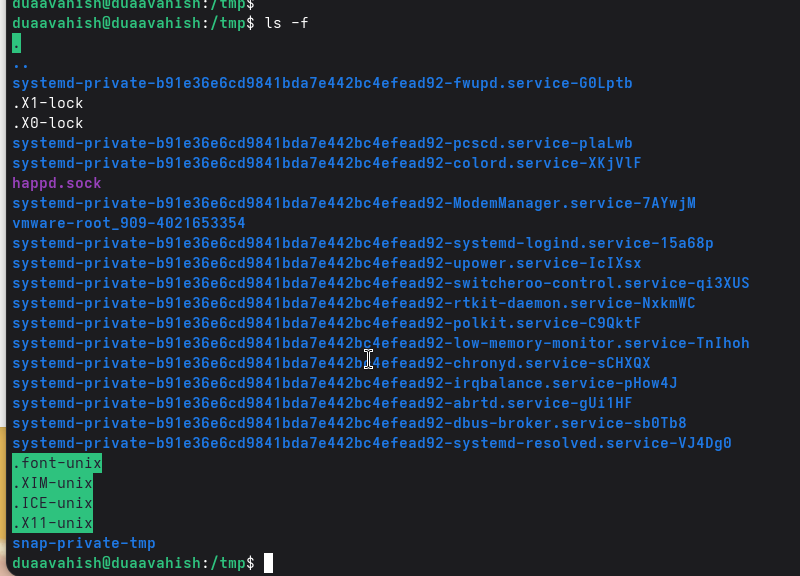 duaavahish@duaavahish:/tmp$
duaavahish@duaavahish:/tmp$ ls -f
.
..
systemd-private-b91e36e6cd9841bda7e442bc4efead92-fwupd.service-G0Lptb
.X1-lock
.X0-lock
systemd-private-b91e36e6cd9841bda7e442bc4efead92-pcscd.service-plaLwb
systemd-private-b91e36e6cd9841bda7e442bc4efead92-colord.service-XKjVlF
happd.sock
systemd-private-b91e36e6cd9841bda7e442bc4efead92-ModemManager.service-7AYwjM
vmware-root_909-4021653354
systemd-private-b91e36e6cd9841bda7e442bc4efead92-systemd-logind.service-15a68p
systemd-private-b91e36e6cd9841bda7e442bc4efead92-upower.service-IcIXsx
systemd-private-b91e36e6cd9841bda7e442bc4efead92-switcheroo-control.service-qi3XUS
systemd-private-b91e36e6cd9841bda7e442bc4efead92-rtkit-daemon.service-NxkmWC
systemd-private-b91e36e6cd9841bda7e442bc4efead92-polkit.service-C9QktF
systemd-private-b91e36e6cd9841bda7e442bc4efead92-low-memory-monitor.service-TnIhoh
systemd-private-b91e36e6cd9841bda7e442bc4efead92-chronyd.service-sCHXQX
systemd-private-b91e36e6cd9841bda7e442bc4efead92-irqbalance.service-pHow4J
systemd-private-b91e36e6cd9841bda7e442bc4efead92-abrtd.service-gUi1HF
systemd-private-b91e36e6cd9841bda7e442bc4efead92-dbus-broker.service-sb0Tb8
systemd-private-b91e36e6cd9841bda7e442bc4efead92-systemd-resolved.service-VJ4Dg0
.font-unix
.XIM-unix
.ICE-unix
.X11-unix
snap-private-tmp
duaavahish@duaavahish:/tmp$